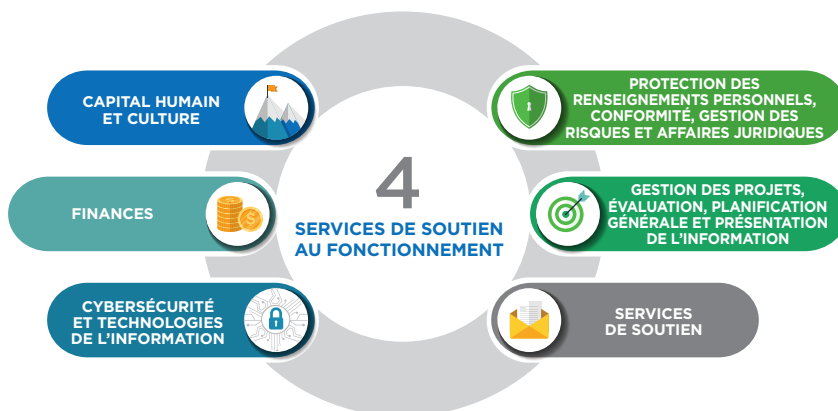 CAPITAL HUMAIN
ET CULTURE
FINANCES
CYBERSÉCURITÉ
ET TECHNOLOGIES
DE L'INFORMATION
4
SERVICES DE SOUTIEN
AU FONCTIONNEMENT
PROTECTION DES
RENSEIGNEMENTS PERSONNELS,
CONFORMITÉ, GESTION DES
RISQUES ET AFFAIRES JURIDIQUES
GESTION DES PROJETS,
ÉVALUATION, PLANIFICATION
GÉNÉRALE ET PRÉSENTATION
DE L'INFORMATION
SERVICES
DE SOUTIEN